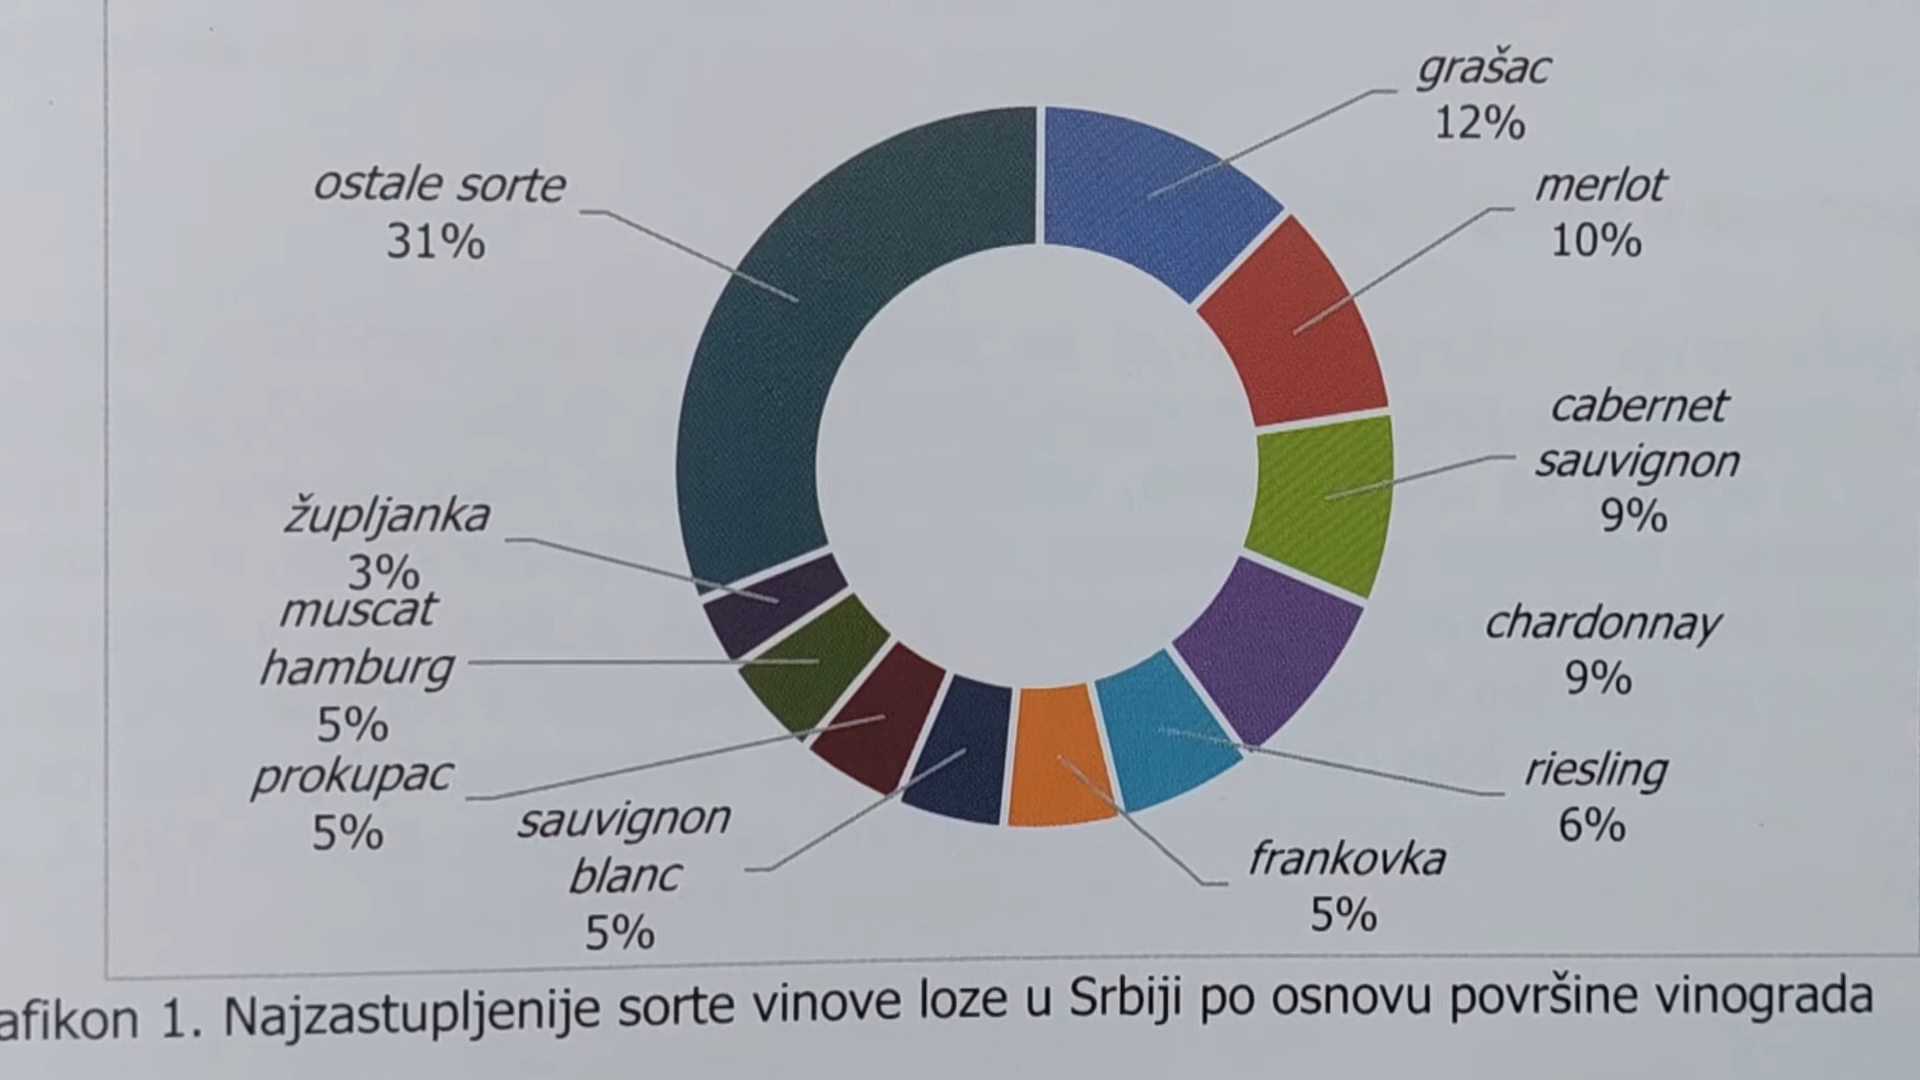 grašac
12%
merlot
10%
cabernet
sauvignon
9%
chardonnay
9%
riesling
6%
frankovka
5%
sauvignon
blanc
5%
prokupac
5%
muscat
hamburg
5%
župljanka
3%
ostale sorte
31%
afikon 1. Najzastupljenije sorte vinove loze u Srbiji po osnovu površine vinograda